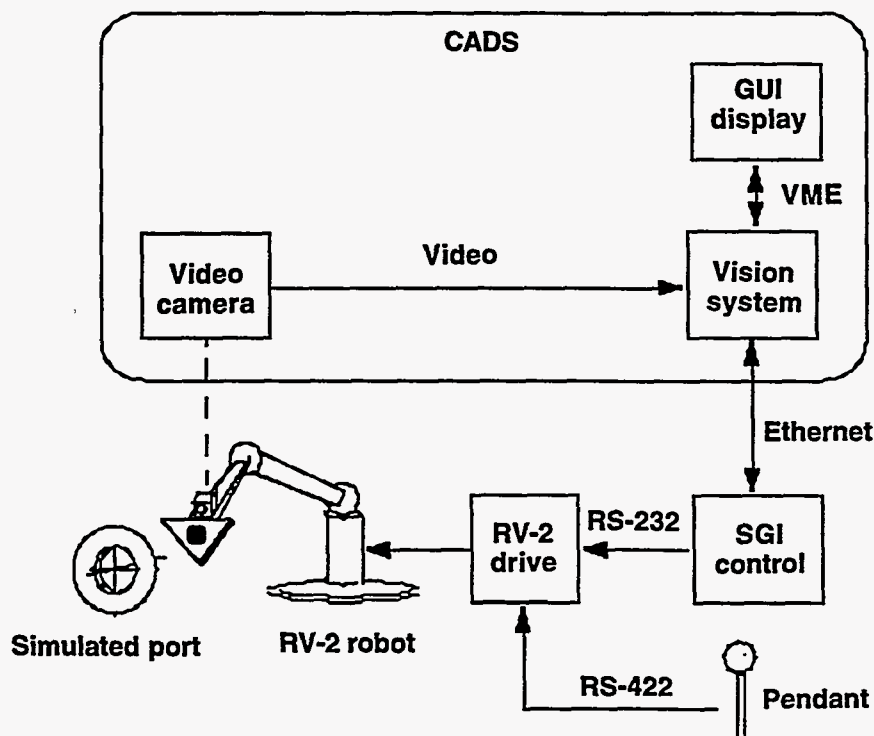 CADS
GUI
display
VME
Video
camera
Video
Vision
system
Ethernet
RV-2
drive
RS-232
SGI
control
Simulated port
RV-2 robot
RS-422
Pendant